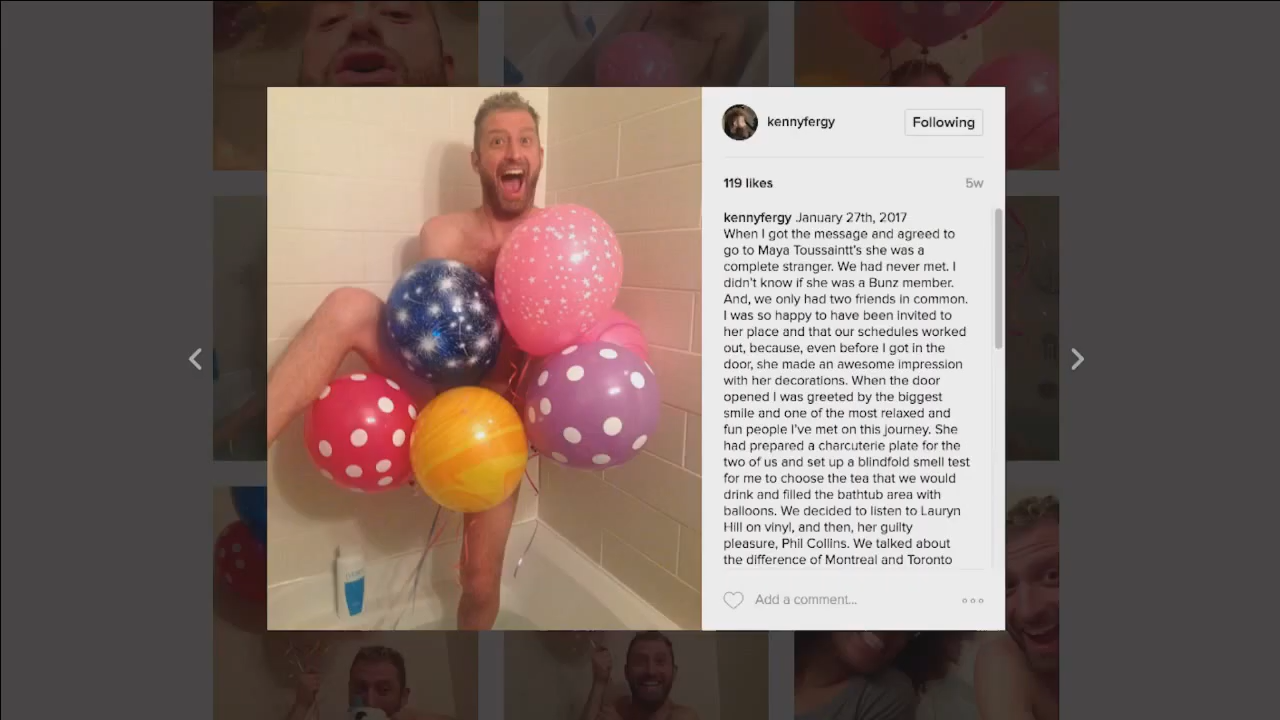 kennyfergy
Following
119 likes
5w
kennyfergy January 27th, 2017
When I got the message and agreed to
go to Maya Toussaintt's she was a
complete stranger. We had never met. I
didn't know if she was a Bunz member.
And, we only had two friends in common.
I was so happy to have been invited to
her place and that our schedules worked
out, because, even before I got in the
door, she made an awesome impression
with her decorations. When the door
opened I was greeted by the biggest
smile and one of the most relaxed and
fun people I've met on this journey. She
had prepared a charcuterie plate for the
two of us and set up a blindfold smell test
for me to choose the tea that we would
drink and filled the bathtub area with
balloons. We decided to listen to Lauryn
Hill on vinyl, and then, her guilty
pleasure, Phil Collins. We talked about
the difference of Montreal and Toronto
Add a comment...